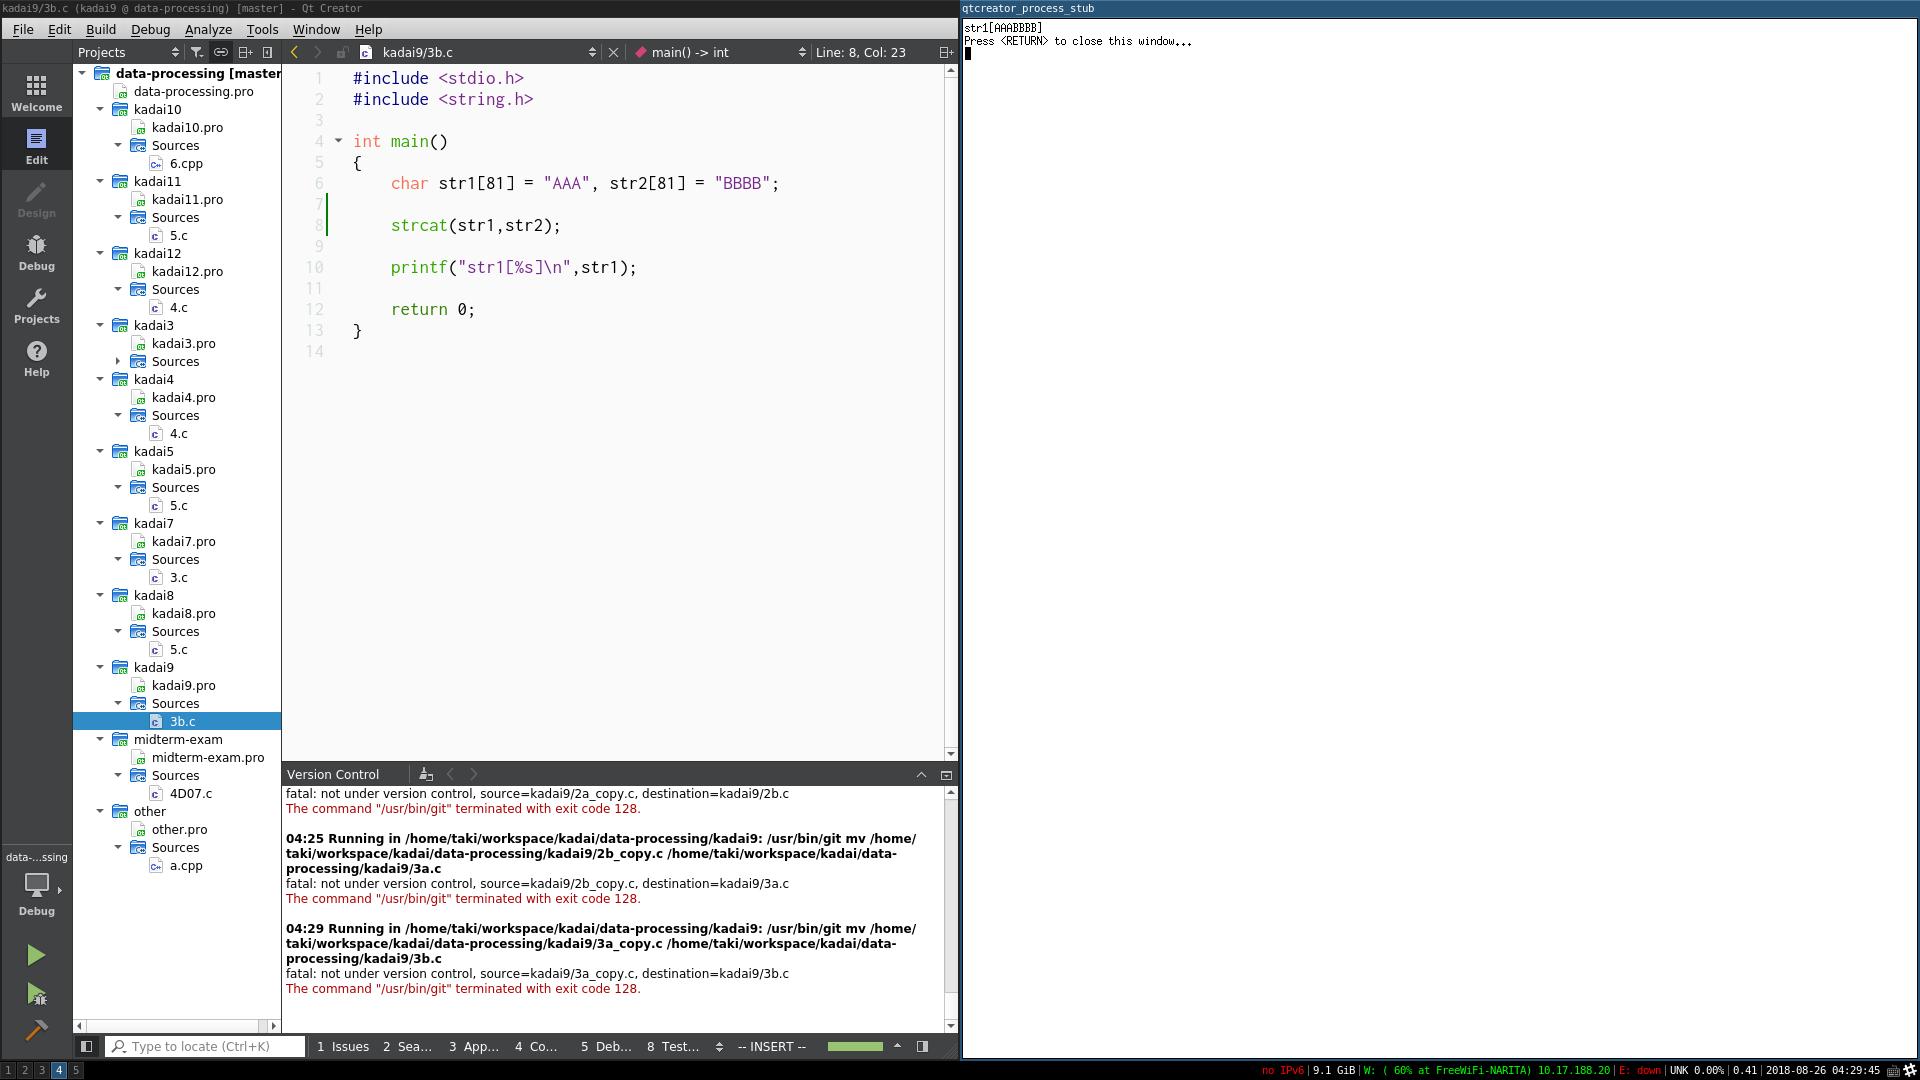 kadai9/3b.c (kadai9 @ data-processing) [master] - Qt Creator
File Edit Build Debug Analyze Tools Window Help
Projects
kadai9/3b.c
main() -> int
Line: 8, Col: 23
Welcome
Edit
Design
Debug
Projects
Help
data-...ssing
Debug
data-processing [master
data-processing.pro
kadai10
kadai10.pro
Sources
6.cpp
kadai11
kadai11.pro
Sources
5.c
kadai12
kadai12.pro
Sources
4.c
kadai3
kadai3.pro
Sources
kadai4
kadai4.pro
Sources
4.c
kadai5
kadai5.pro
Sources
5.c
kadai7
kadai7.pro
Sources
3.c
kadai8
kadai8.pro
Sources
5.c
kadai9
kadai9.pro
Sources
3b.c
midterm-exam
midterm-exam.pro
Sources
4D07.c
other
other.pro
Sources
a.cpp
1 #include <stdio.h>
2 #include <string.h>
3
4 int main()
5 {
6 char str1[81] = "AAA", str2[81] = "BBBB";
7
8 strcat(str1,str2);
9
10 printf("str1[%s]\n",str1);
11
12 return 0;
13 }
14
Version Control
fatal: not under version control, source=kadai9/2a_copy.c, destination=kadai9/2b.c
The command "/usr/bin/git" terminated with exit code 128.
04:25 Running in /home/taki/workspace/kadai/data-processing/kadai9: /usr/bin/git mv /home/
taki/workspace/kadai/data-processing/kadai9/2b_copy.c /home/taki/workspace/kadai/data-
processing/kadai9/3a.c
fatal: not under version control, source=kadai9/2b_copy.c, destination=kadai9/3a.c
The command "/usr/bin/git" terminated with exit code 128.
04:29 Running in /home/taki/workspace/kadai/data-processing/kadai9: /usr/bin/git mv /home/
taki/workspace/kadai/data-processing/kadai9/3a_copy.c /home/taki/workspace/kadai/data-
processing/kadai9/3b.c
fatal: not under version control, source=kadai9/3a_copy.c, destination=kadai9/3b.c
The command "/usr/bin/git" terminated with exit code 128.
Type to locate (Ctrl+K)
1 Issues 2 Sea... 3 App... 4 Co... 5 Deb... 8 Test... -- INSERT --
qtcreator_process_stub
str1[AAABBBB]
Press <RETURN> to close this window...
1 2 3 4 5
no IPv6 | 9.1 GiB | W: ( 60% at FreeWiFi-NARITA) 10.17.188.20 | E: down | UNK 0.00% | 0.41 | 2018-08-26 04:29:45